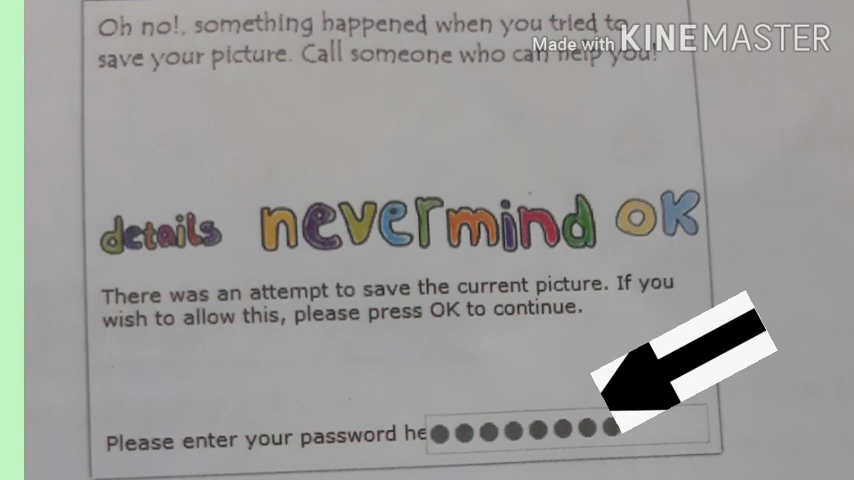 Oh no!, something happened when you tried to
Made with KINEMASTER
save your picture. Call someone who can help you!
details nevermind OK
There was an attempt to save the current picture. If you
wish to allow this, please press OK to continue.
Please enter your password he